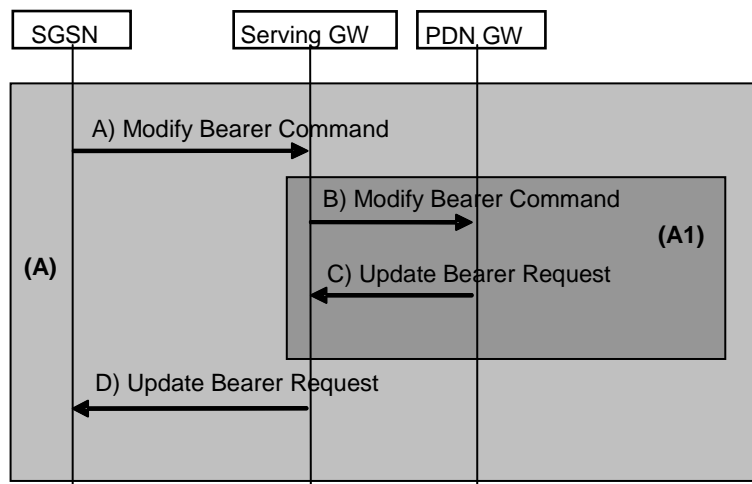 SGSN
Serving GW
PDN GW
A) Modify Bearer Command
B) Modify Bearer Command
(A1)
(A)
C) Update Bearer Request
D) Update Bearer Request